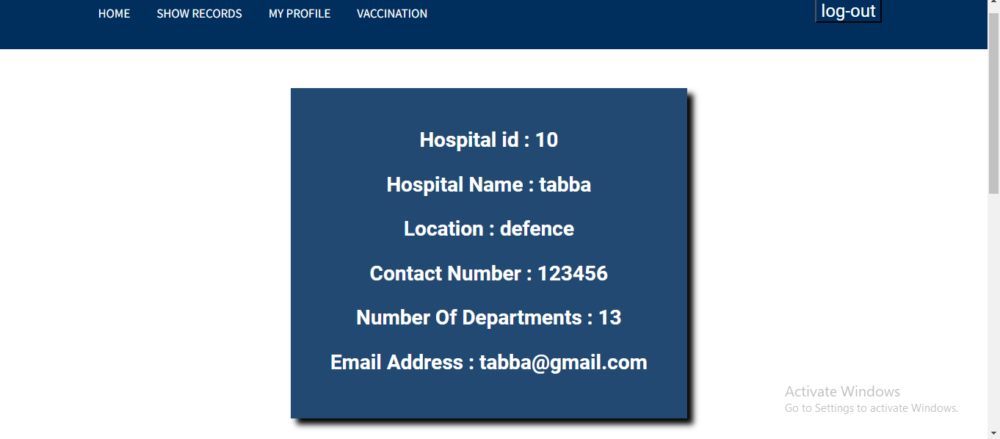 HOME SHOW RECORDS MY PROFILE VACCINATION log-out
Hospital id : 10
Hospital Name : tabba
Location : defence
Contact Number : 123456
Number Of Departments : 13
Email Address : tabba@gmail.com
Activate Windows
Go to Settings to activate Windows.